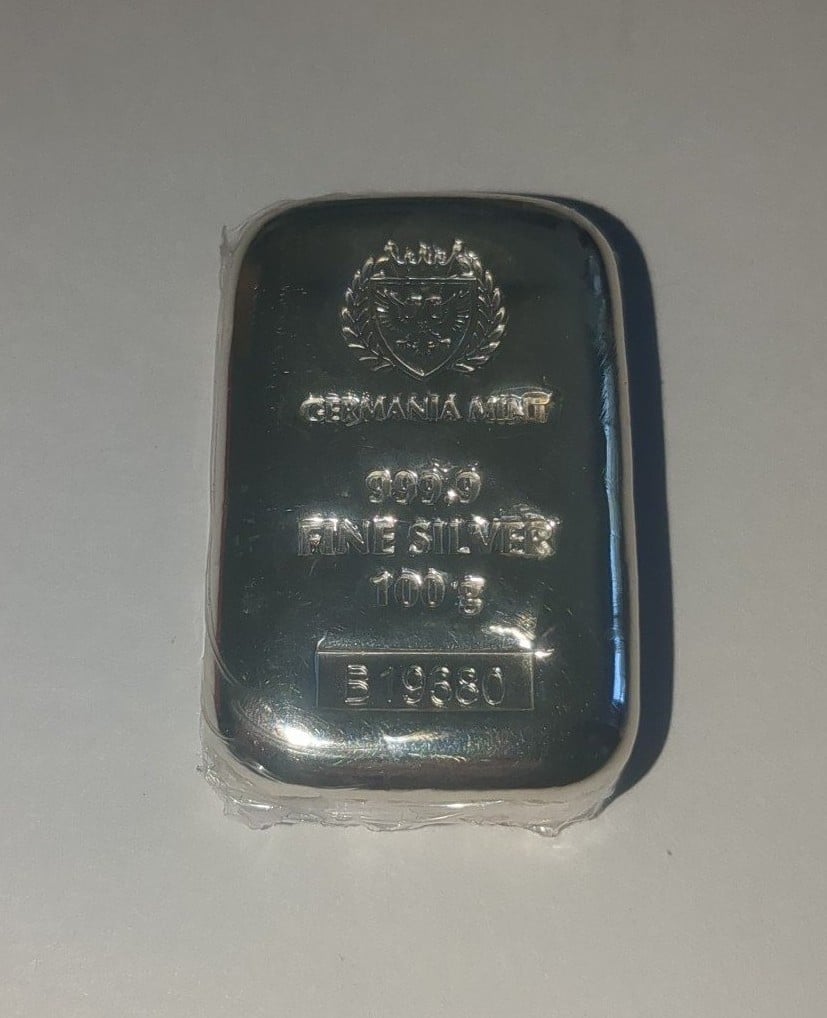 GERMANIA MINT
999.9
FINE SILVER
100 g
B 19680